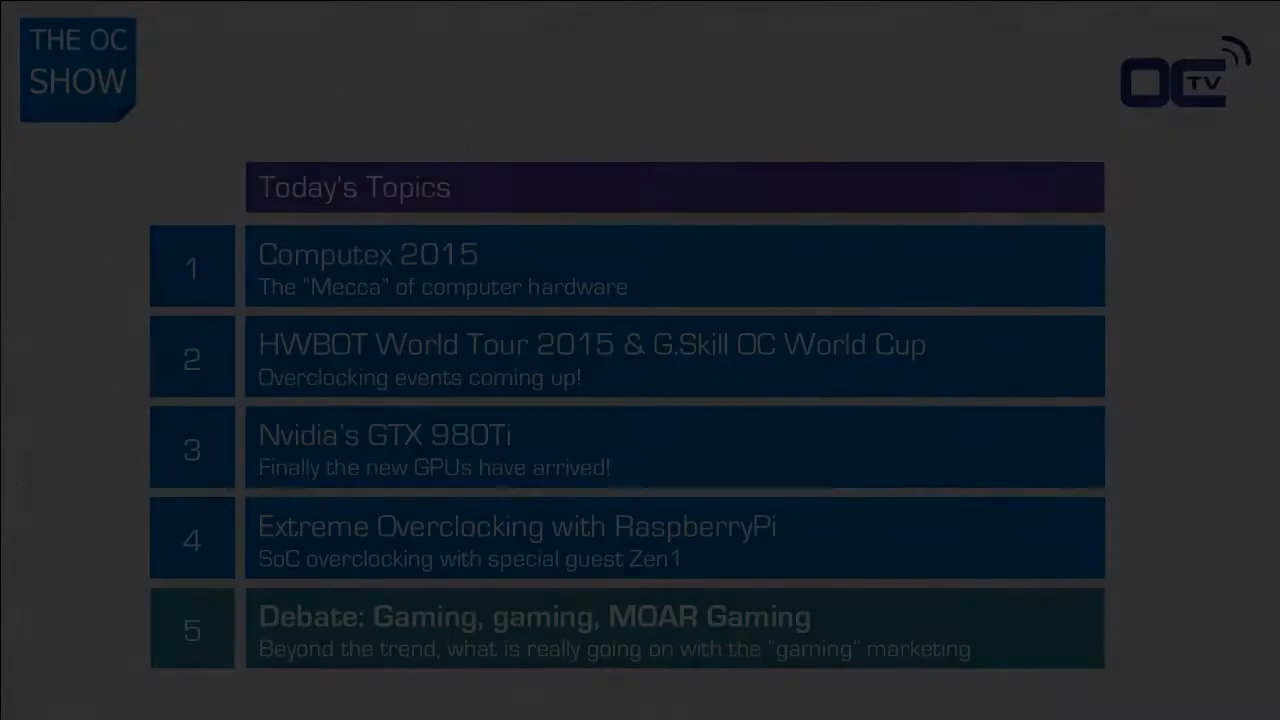 THE OC
SHOW
OC TV
Today's Topics
1
Computex 2015
The "Mecca" of computer hardware
2
HWBOT World Tour 2015 & G.Skill OC World Cup
Overclocking events coming up!
3
Nvidia's GTX 980Ti
Finally the new GPUs have arrived!
4
Extreme Overclocking with RaspberryPi
SoC overclocking with special guest Zen1
5
Debate: Gaming, gaming, MOAR Gaming
Beyond the trend, what is really going on with the "gaming" marketing